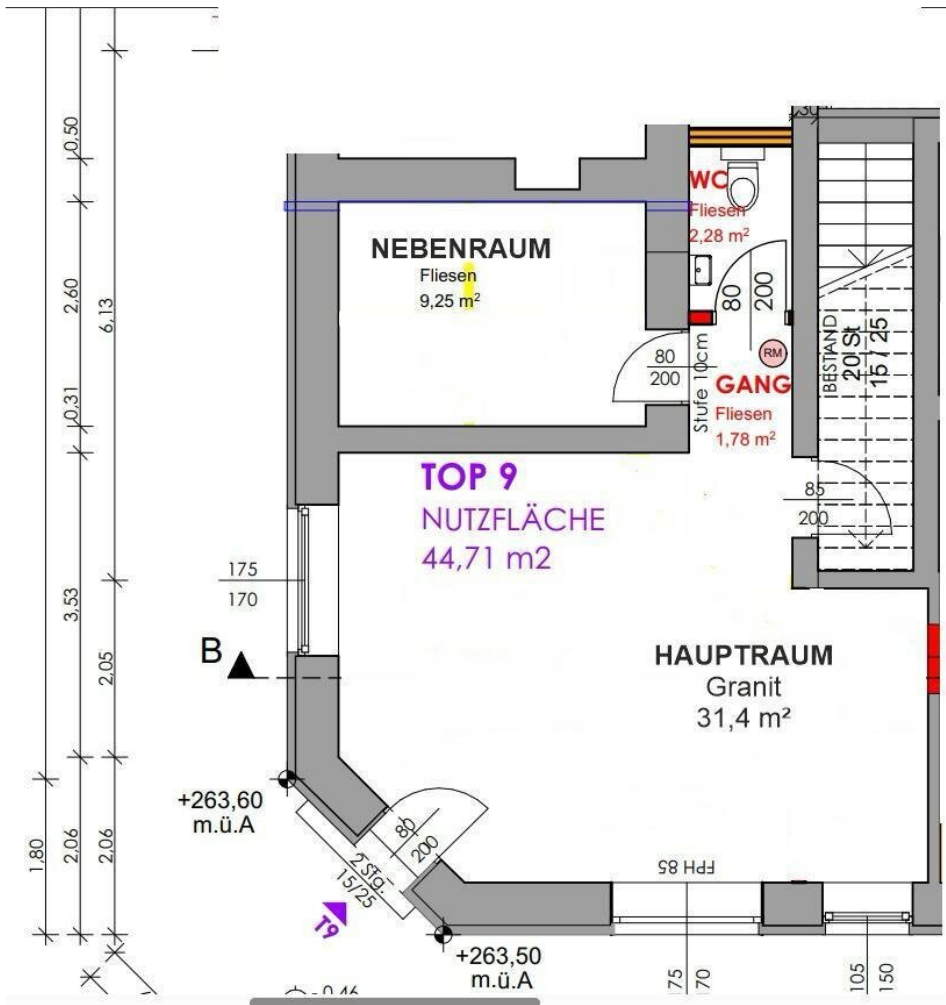 0,50
2,60
6,13
0,31
3,53
2,05
1,80
2,06
2,06
30
WC
Fliesen
2,28 m²
NEBENRAUM
Fliesen
9,25 m²
80
200
80
200
Stufe 10cm
RM
GANG
Fliesen
1,78 m²
BESTAND
20 St
15 / 25
85
200
TOP 9
NUTZFLÄCHE
44,71 m2
175
170
B
HAUPTRAUM
Granit
31,4 m²
+263,60
m.ü.A
80
200
2 Stg.
15/25
T9
FPH 85
+263,50
m.ü.A
75
70
105
150
- 0,46